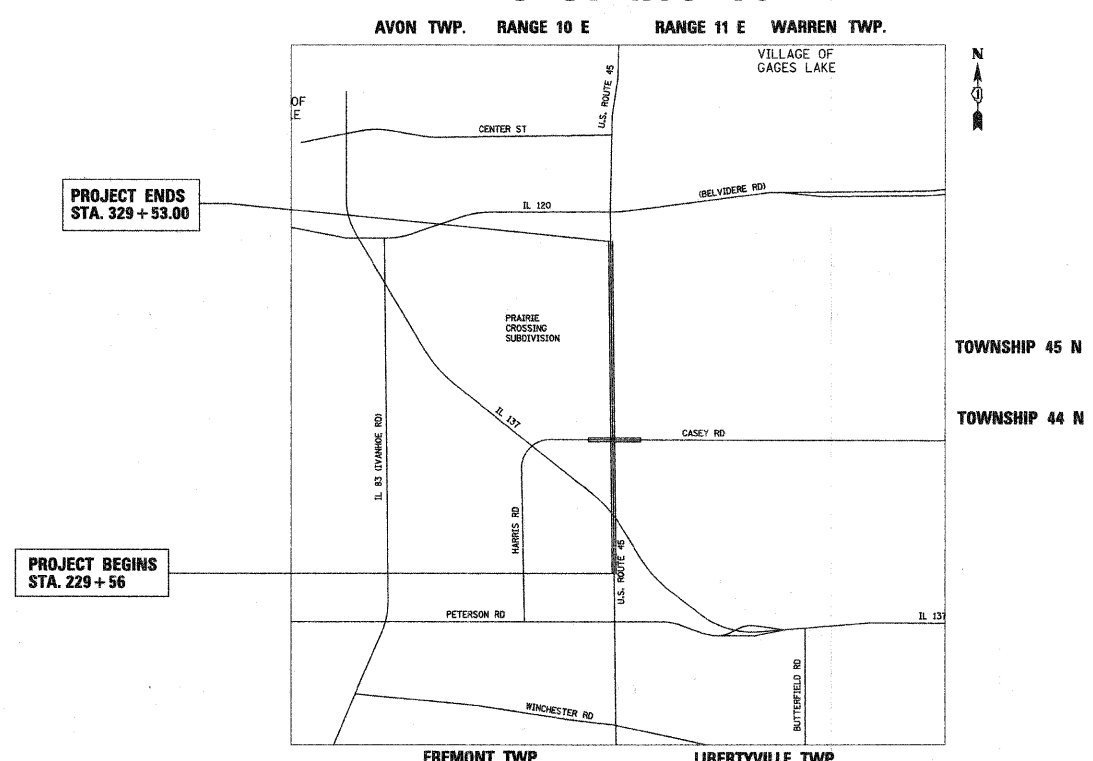 AVON TWP. RANGE 10 E RANGE 11 E WARREN TWP.
VILLAGE OF
GAGES LAKE
N
U.S. ROUTE 45
OF
E
CENTER ST
PROJECT ENDS
STA. 329+53.00
(BELVIDERE RD)
IL 120
PRAIRIE
CROSSING
SUBDIVISION
TOWNSHIP 45 N
TOWNSHIP 44 N
IL 137
CASEY RD
IL 83 (IVANHOE RD)
HARRIS RD
PROJECT BEGINS
STA. 229+56
U.S. ROUTE 45
PETERSON RD
IL 137
BUTTERFIELD RD
WINCHESTER RD
FREMONT TWP. LIBERTYVILLE TWP.